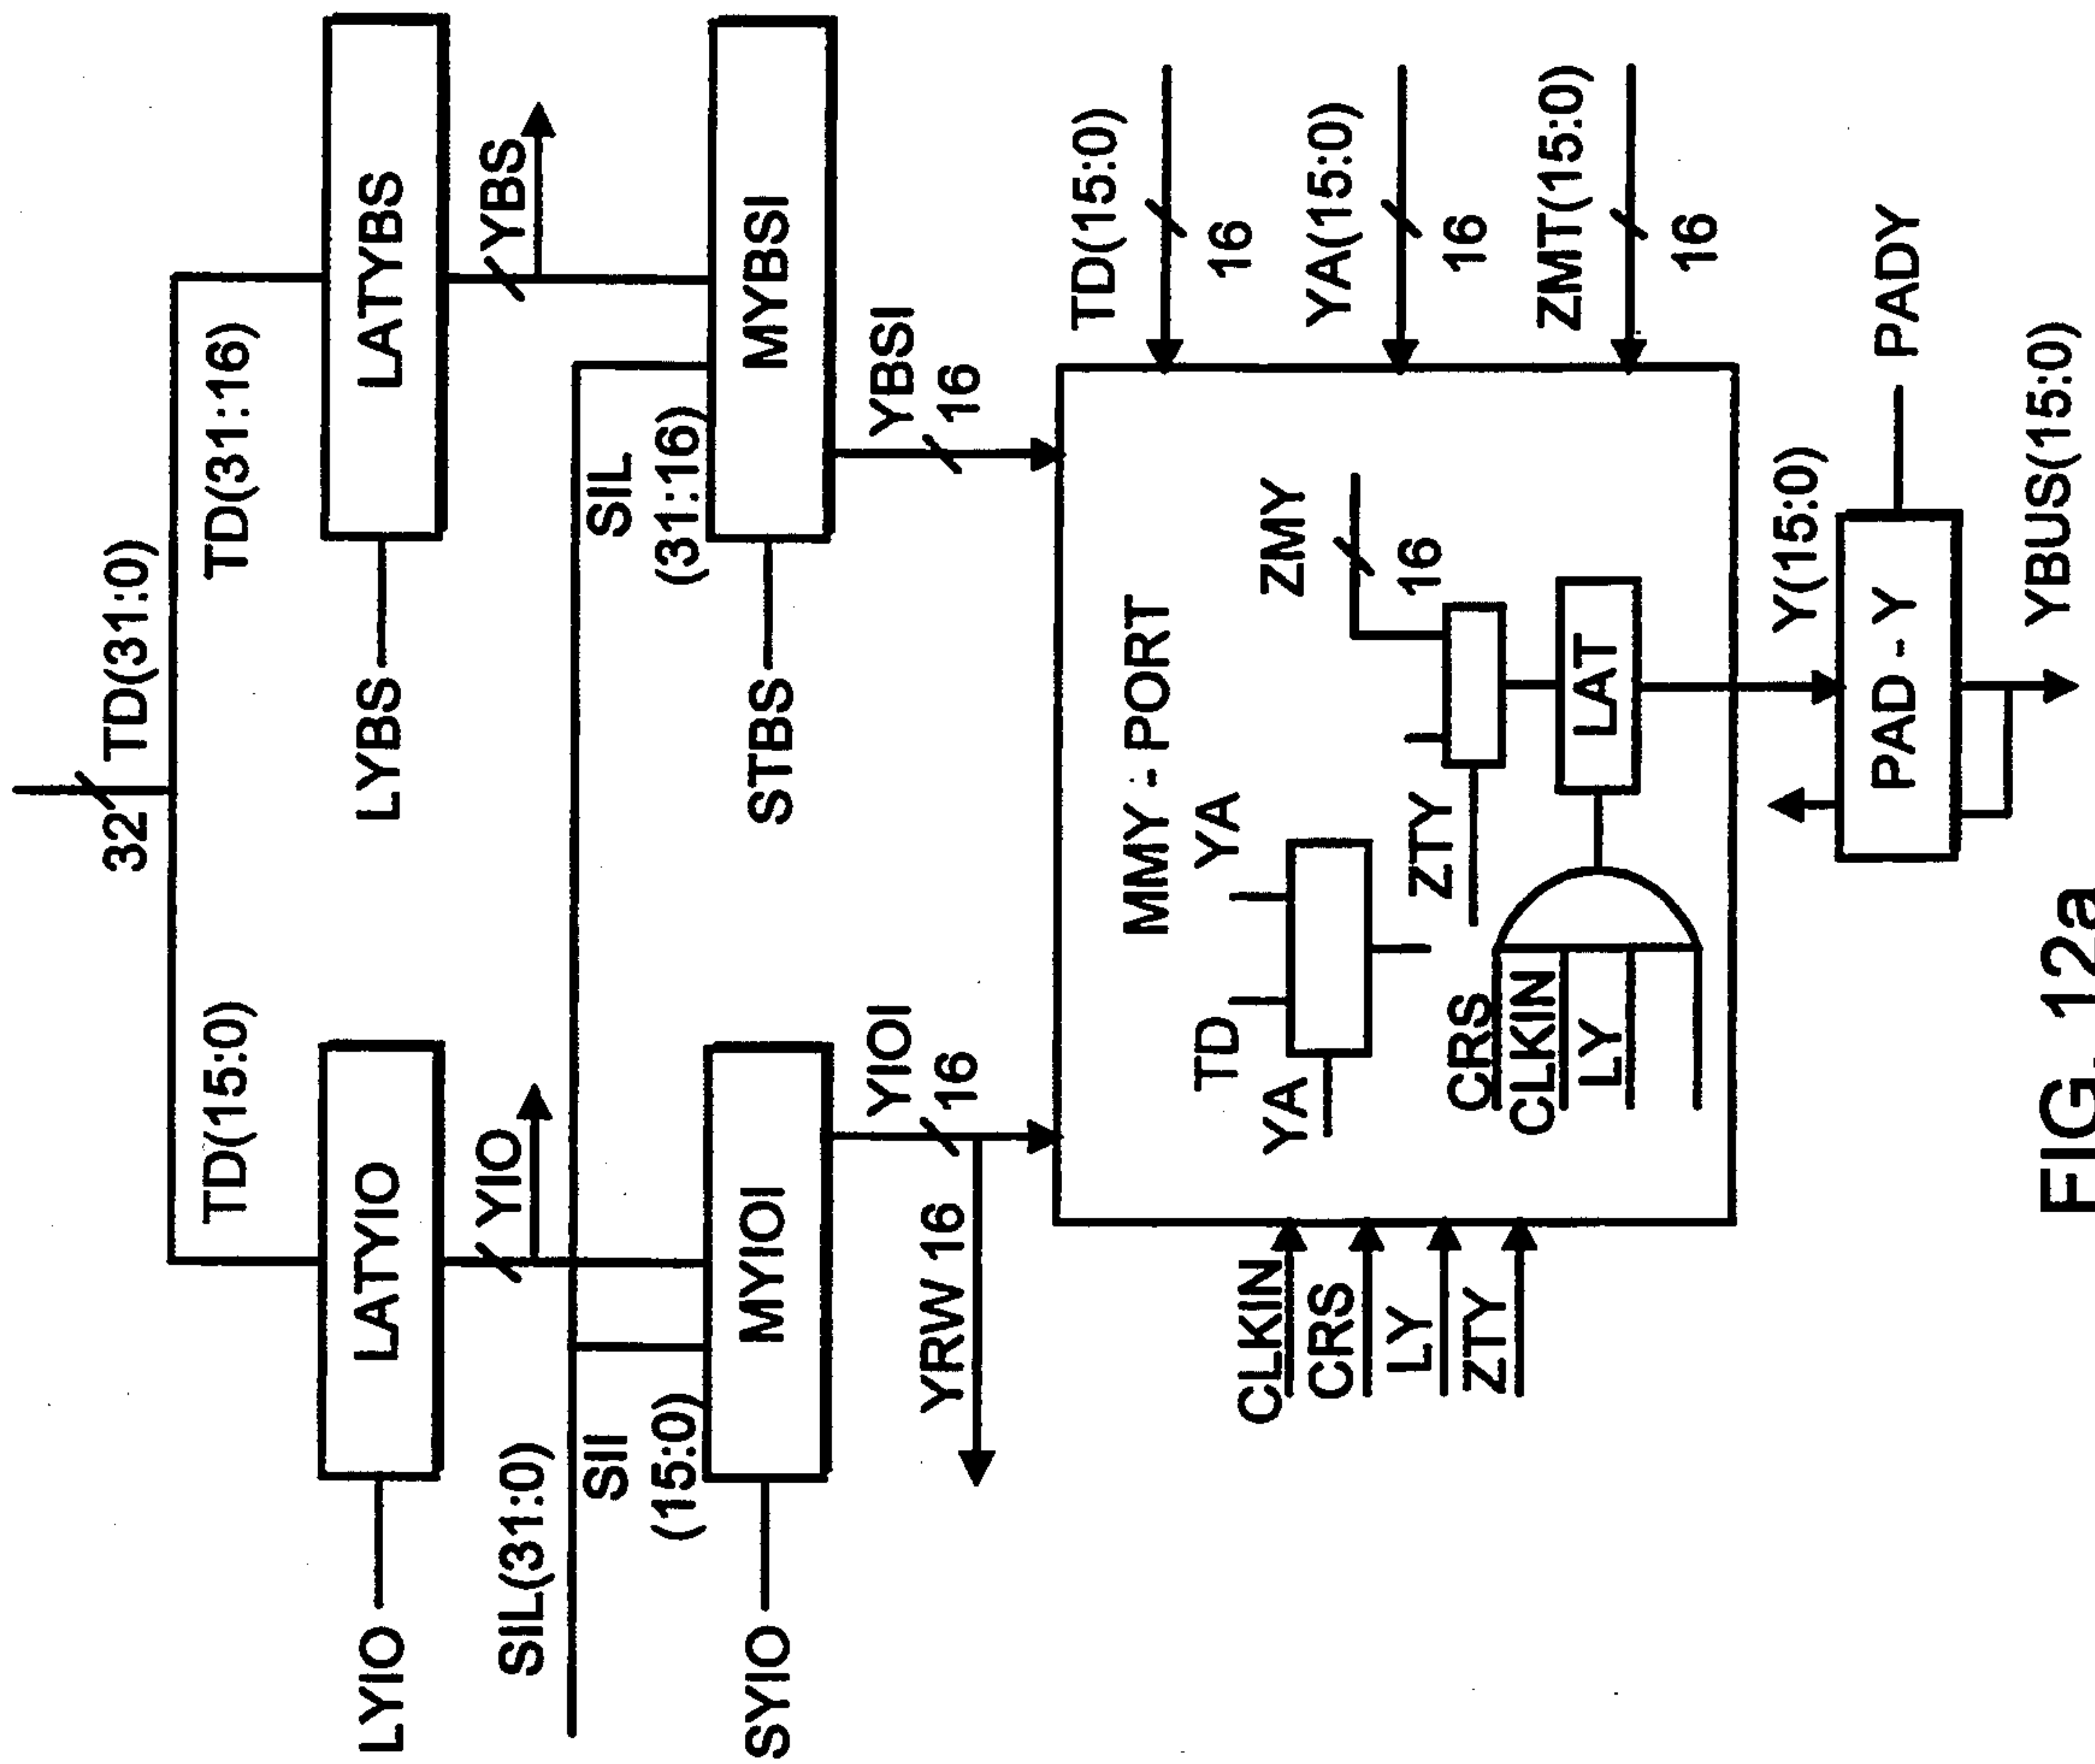 32
TD(31:0)
TD(15:0)
TD(31:16)
LYIO
LATYIO
LYBS
LATYBS
YIO
YBS
SIL(31:0)
SII
(15:0)
SIL
(31:16)
SYIO
MYIOI
STBS
MYBSI
YIOI
16
YRW 16
YBSI
16
MMY - PORT
TD(15:0)
16
YA(15:0)
16
ZMT(15:0)
16
CLKIN
CRS
LY
ZTY
TD
YA
YA
ZMY
16
ZTY
CRS
CLKIN
LY
LAT
Y(15:0)
PAD - Y
PADY
YBUS(15:0)
FIG. 12a